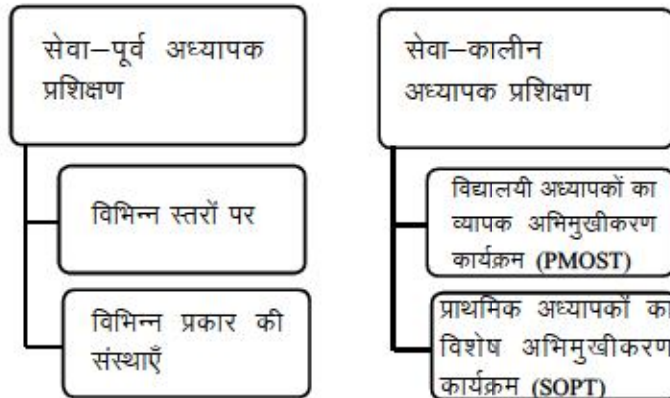 सेवा–पूर्व अध्यापक
प्रशिक्षण
विभिन्न स्तरों पर
विभिन्न प्रकार की
संस्थाएँ
सेवा–कालीन
अध्यापक प्रशिक्षण
विद्यालयी अध्यापकों का
व्यापक अभिमुखीकरण
कार्यक्रम (PMOST)
प्राथमिक अध्यापकों का
विशेष अभिमुखीकरण
कार्यक्रम (SOPT)